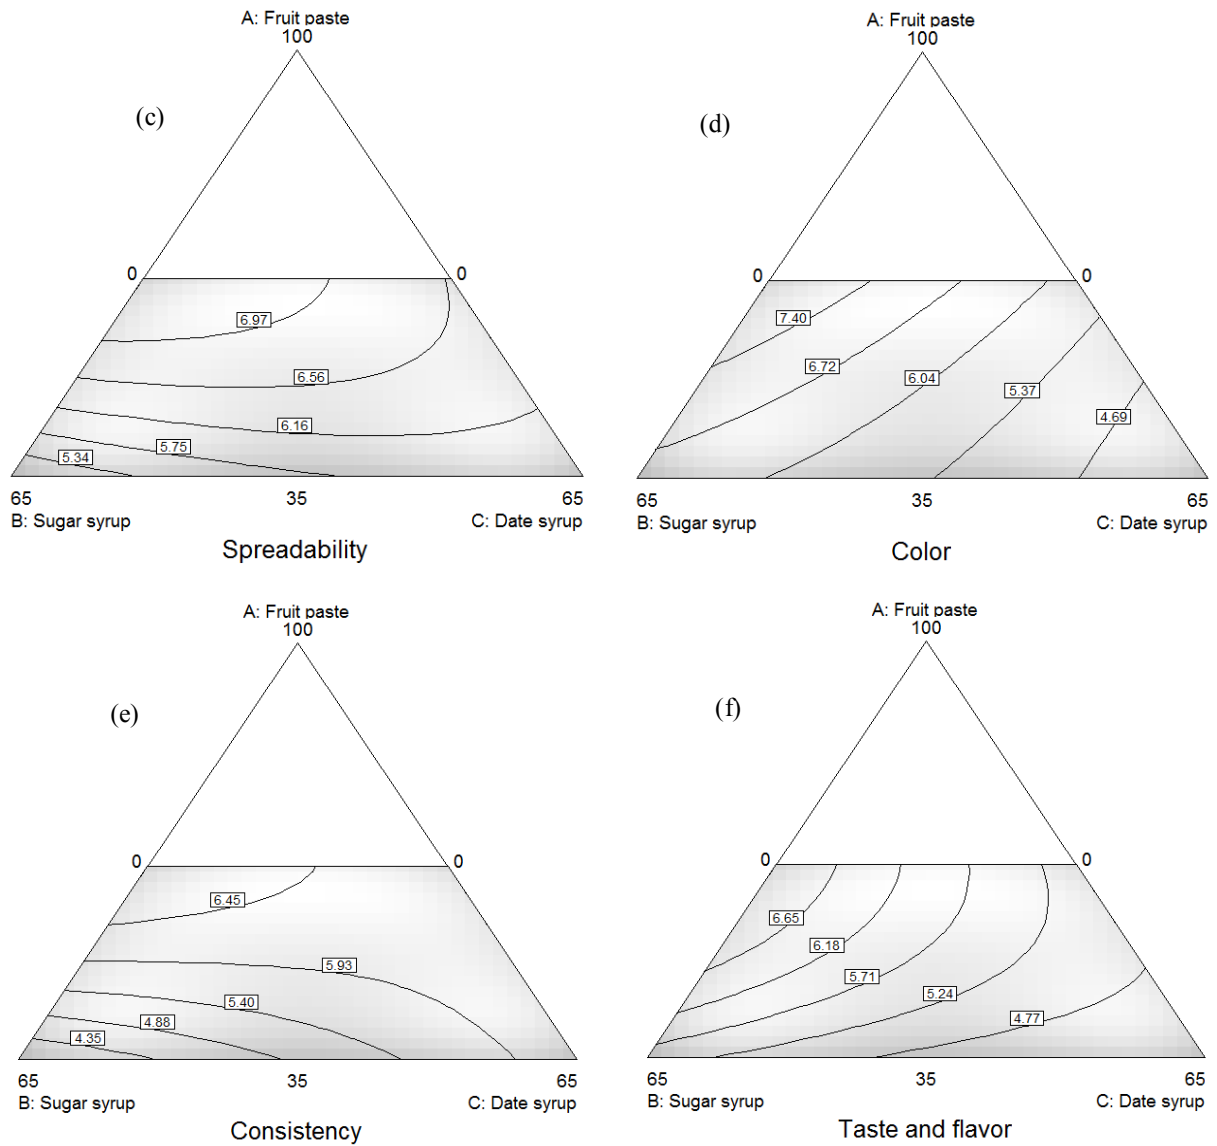 A: Fruit paste
100
(c)
0
0
6.97
6.56
6.16
5.75
5.34
65
35
65
B: Sugar syrup
C: Date syrup
Spreadability
A: Fruit paste
100
(d)
0
0
7.40
6.72
6.04
5.37
4.69
65
35
65
B: Sugar syrup
C: Date syrup
Color
A: Fruit paste
100
(e)
0
0
6.45
5.93
5.40
4.88
4.35
65
35
65
B: Sugar syrup
C: Date syrup
Consistency
A: Fruit paste
100
(f)
0
0
6.65
6.18
5.71
5.24
4.77
65
35
65
B: Sugar syrup
C: Date syrup
Taste and flavor